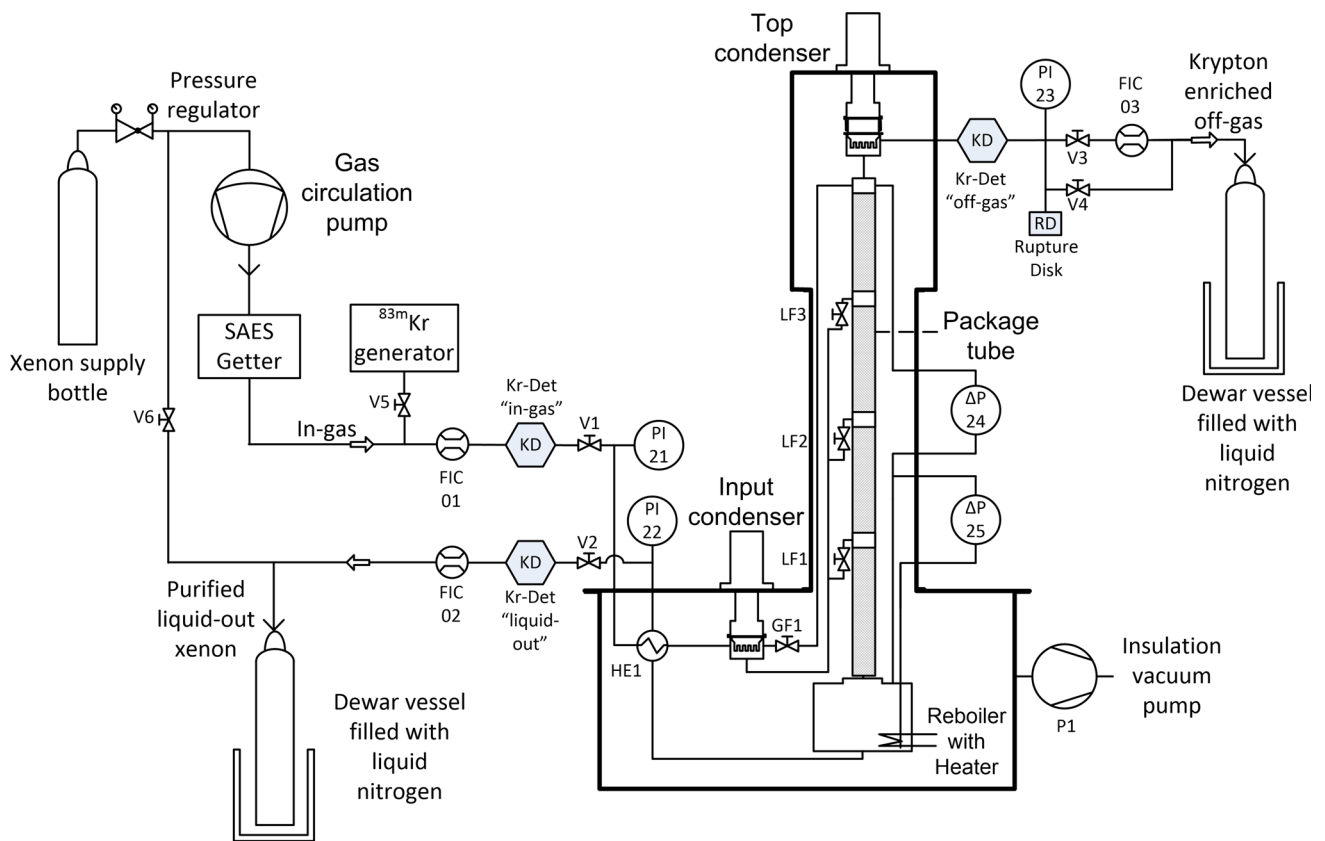 Top
condenser
Pressure
regulator
PI
23
FIC
03
Krypton
enriched
off-gas
Gas
circulation
pump
KD
V3
Kr-Det
“off-gas”
V4
RD
Rupture
Disk
SAES
Getter
83mKr
generator
LF3
Package
tube
Xenon supply
bottle
V6
V5
Kr-Det
“in-gas”
V1
In-gas
KD
PI
21
FIC
01
LF2
ΔP
24
Dewar vessel
filled with
liquid
nitrogen
Input
condenser
PI
22
ΔP
25
V2
KD
LF1
Purified
liquid-out
xenon
FIC
02
Kr-Det
“liquid-
out”
GF1
HE1
Insulation
vacuum
pump
P1
Dewar vessel
filled with
liquid
nitrogen
Reboiler
with
Heater